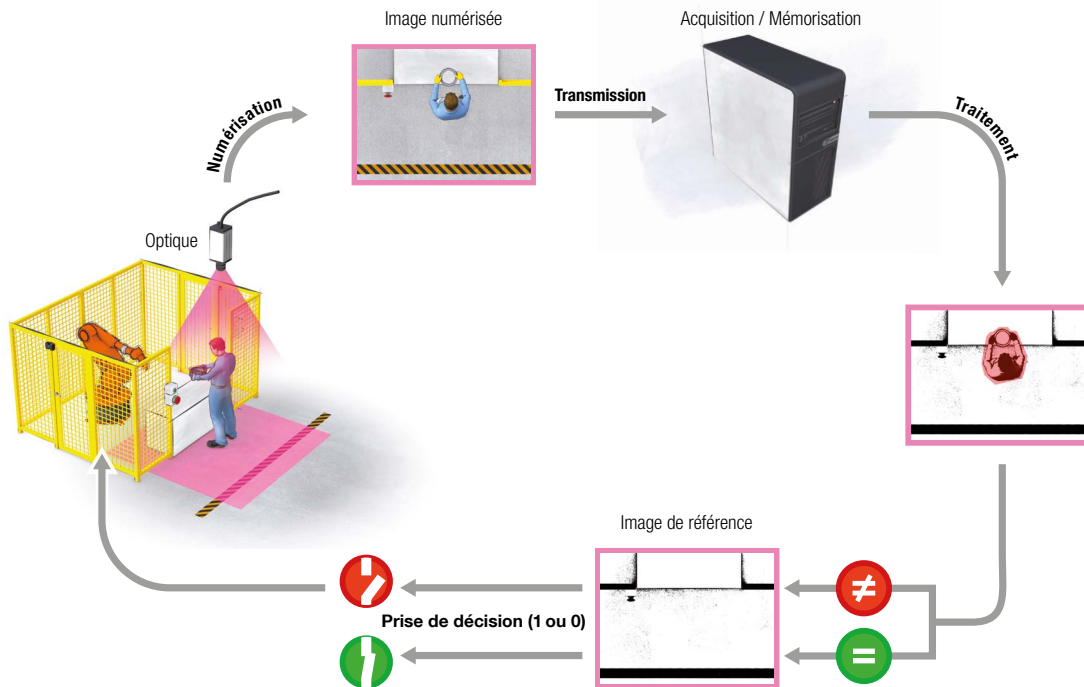 Image numérisée
Acquisition / Mémorisation
Numérisation
Transmission
Traitement
Optique
Image de référence
≠
Prise de décision (1 ou 0)
=